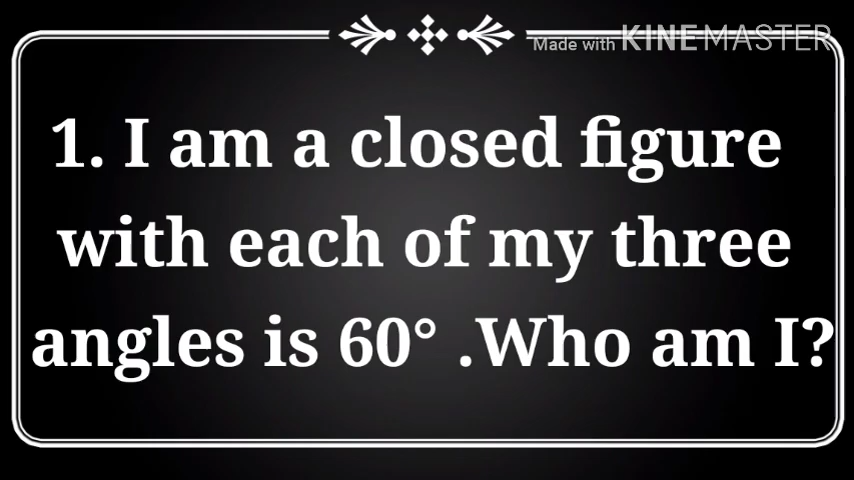 Made with KINEMASTER
1. I am a closed figure
with each of my three
angles is 60° .Who am I?